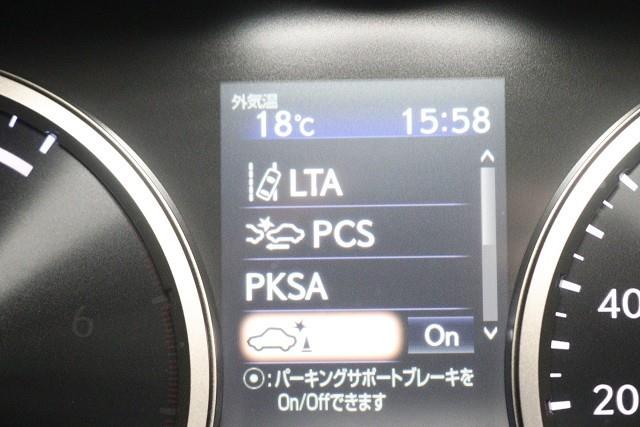 外気温
18℃ 15:58
LTA
PCS
PKSA
On
⦿:パーキングサポートブレーキを
On/Offできます
6
40
20